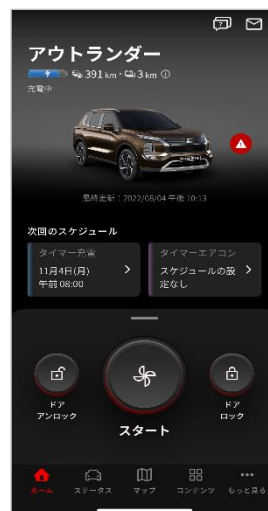 ?
アウトランダー
391 km・3 km ⓘ
充電中
最終更新：2022/08/04 午後 10:13
次回のスケジュール
タイマー充電
11月4日(月)
午前 08:00
タイマーエアコン
スケジュールの設
定なし
ドア
アンロック
スタート
ドア
ロック
ホーム
ステータス
マップ
コンテンツ
もっと見る